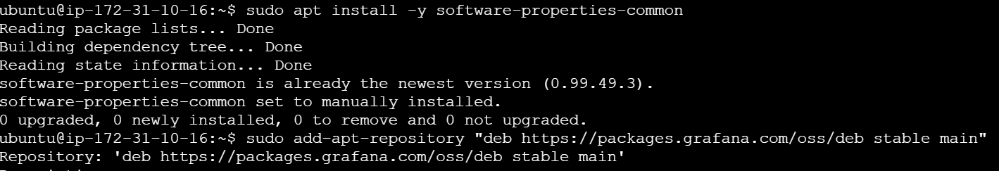 ubuntu@ip-172-31-10-16:~$ sudo apt install -y software-properties-common
Reading package lists... Done
Building dependency tree... Done
Reading state information... Done
software-properties-common is already the newest version (0.99.49.3).
software-properties-common set to manually installed.
0 upgraded, 0 newly installed, 0 to remove and 0 not upgraded.
ubuntu@ip-172-31-10-16:~$ sudo add-apt-repository "deb https://packages.grafana.com/oss/deb stable main"
Repository: 'deb https://packages.grafana.com/oss/deb stable main'